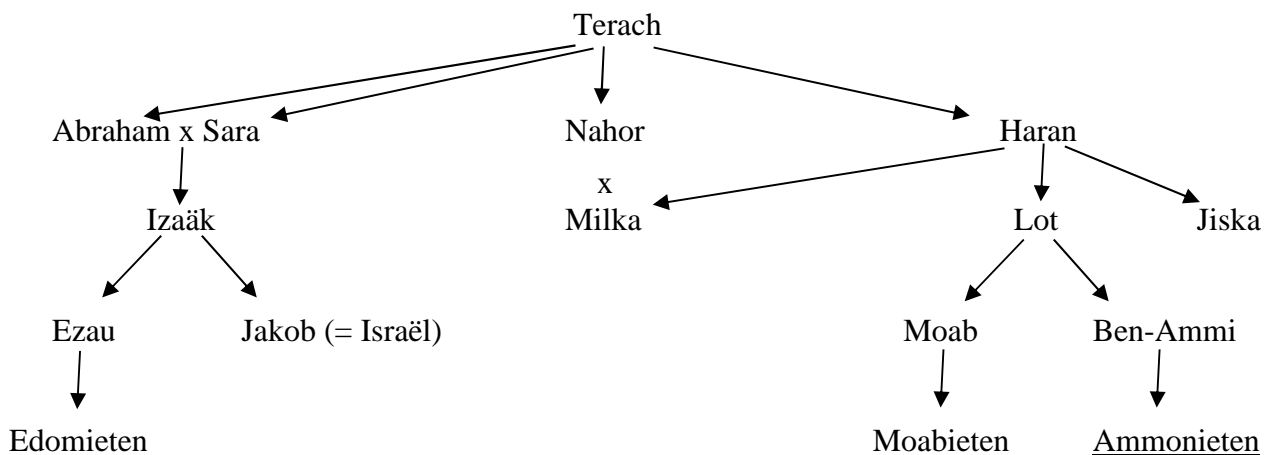 Terach
Abraham x Sara Nahor Haran
x
Izaäk Milka Lot Jiska
Ezau Jakob (= Israël) Moab Ben-Ammi
Edomieten Moabieten Ammonieten